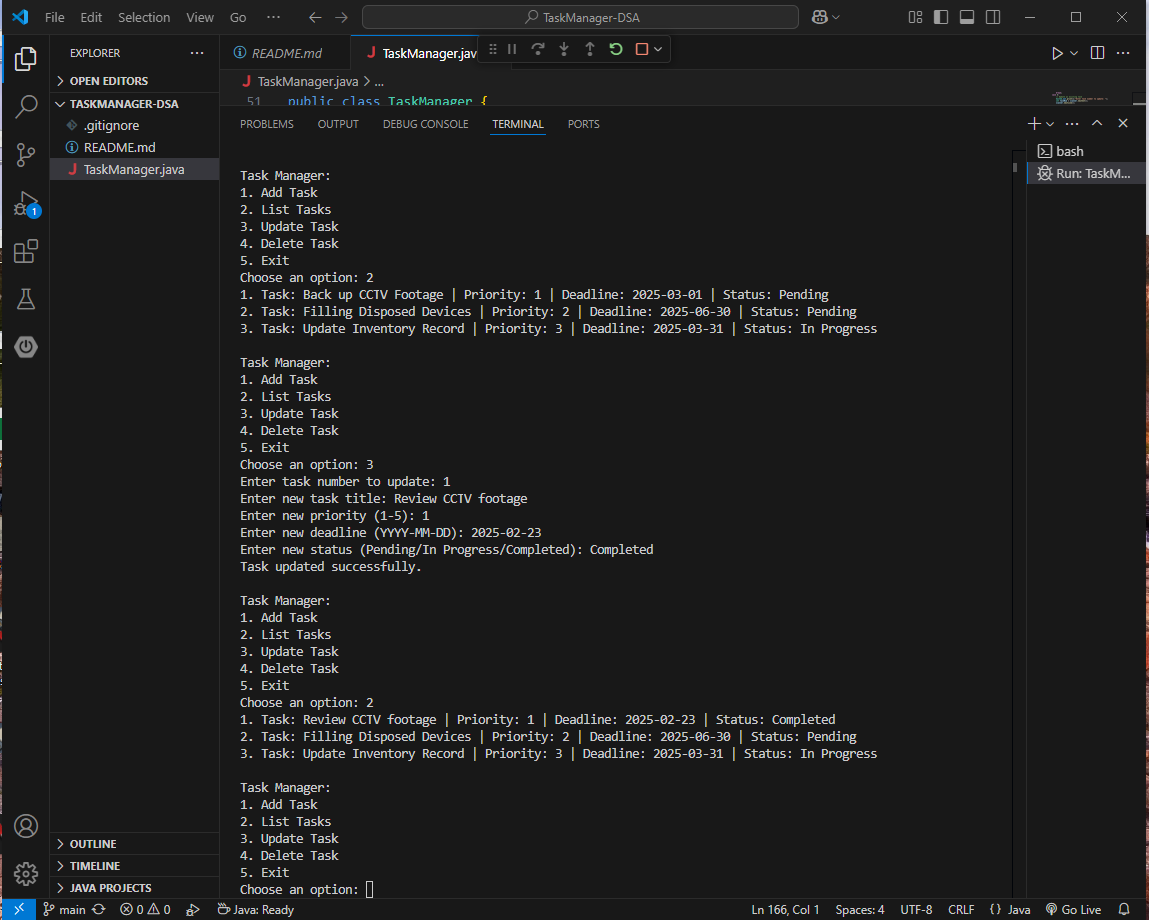 File Edit Selection View Go ... TaskManager-DSA
EXPLORER
README.md TaskManager.jav
OPEN EDITORS
TaskManager.java > ...
TASKMANAGER-DSA
.gitignore
README.md
TaskManager.java
51 public class TaskManager {
PROBLEMS OUTPUT DEBUG CONSOLE TERMINAL PORTS
bash
Run: TaskM...
1
Task Manager:
1. Add Task
2. List Tasks
3. Update Task
4. Delete Task
5. Exit
Choose an option: 2
1. Task: Back up CCTV Footage | Priority: 1 | Deadline: 2025-03-01 | Status: Pending
2. Task: Filling Disposed Devices | Priority: 2 | Deadline: 2025-06-30 | Status: Pending
3. Task: Update Inventory Record | Priority: 3 | Deadline: 2025-03-31 | Status: In Progress
Task Manager:
1. Add Task
2. List Tasks
3. Update Task
4. Delete Task
5. Exit
Choose an option: 3
Enter task number to update: 1
Enter new task title: Review CCTV footage
Enter new priority (1-5): 1
Enter new deadline (YYYY-MM-DD): 2025-02-23
Enter new status (Pending/In Progress/Completed): Completed
Task updated successfully.
Task Manager:
1. Add Task
2. List Tasks
3. Update Task
4. Delete Task
5. Exit
Choose an option: 2
1. Task: Review CCTV footage | Priority: 1 | Deadline: 2025-02-23 | Status: Completed
2. Task: Filling Disposed Devices | Priority: 2 | Deadline: 2025-06-30 | Status: Pending
3. Task: Update Inventory Record | Priority: 3 | Deadline: 2025-03-31 | Status: In Progress
Task Manager:
1. Add Task
2. List Tasks
3. Update Task
4. Delete Task
5. Exit
Choose an option:
OUTLINE
TIMELINE
JAVA PROJECTS
main 0 0 Java: Ready Ln 166, Col 1 Spaces: 4 UTF-8 CRLF {} Java Go Live